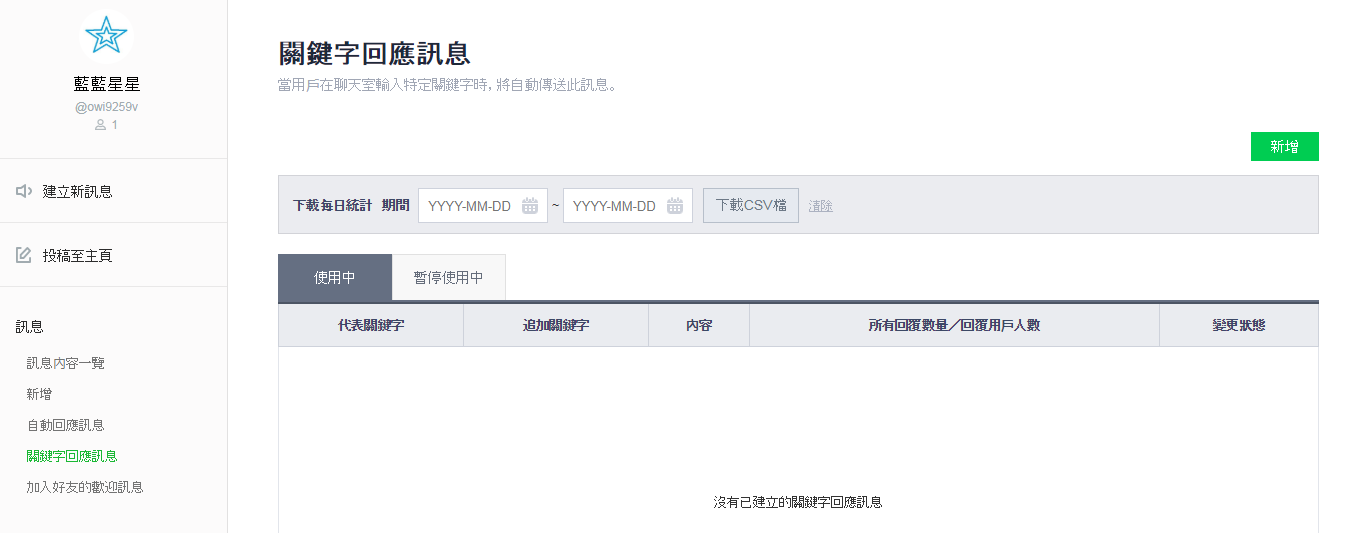 藍藍星星
@owi9259v
1
建立新訊息
投稿至主頁
訊息
訊息內容一覽
新增
自動回應訊息
關鍵字回應訊息
加入好友的歡迎訊息
關鍵字回應訊息
當用戶在聊天室輸入特定關鍵字時, 將自動傳送此訊息。
新增
下載每日統計 期間 YYYY-MM-DD ~ YYYY-MM-DD 下載CSV檔 清除
使用中 暫停使用中
代表關鍵字 追加關鍵字 內容 所有回覆數量／回覆用戶人數 變更狀態
沒有已建立的關鍵字回應訊息